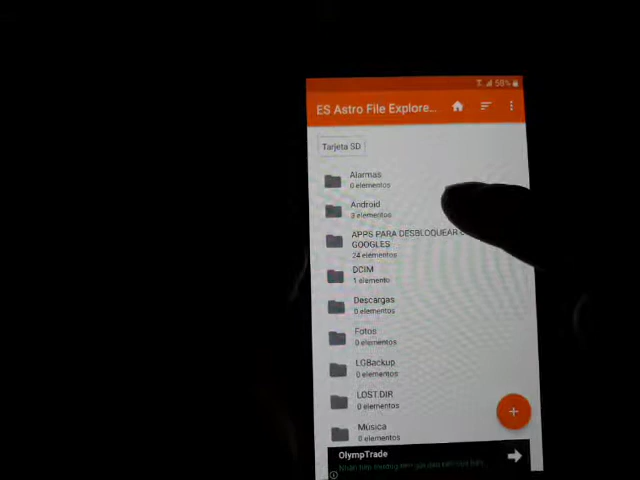 58%
ES Astro File Explore...
Tarjeta SD
Alarmas
0 elementos
Android
3 elementos
APPS PARA DESBLOQUEAR
GOOGLES
24 elementos
DCIM
1 elemento
Descargas
0 elementos
Fotos
0 elementos
LGBackup
0 elementos
LOST.DIR
0 elementos
Música
0 elementos
OlympTrade